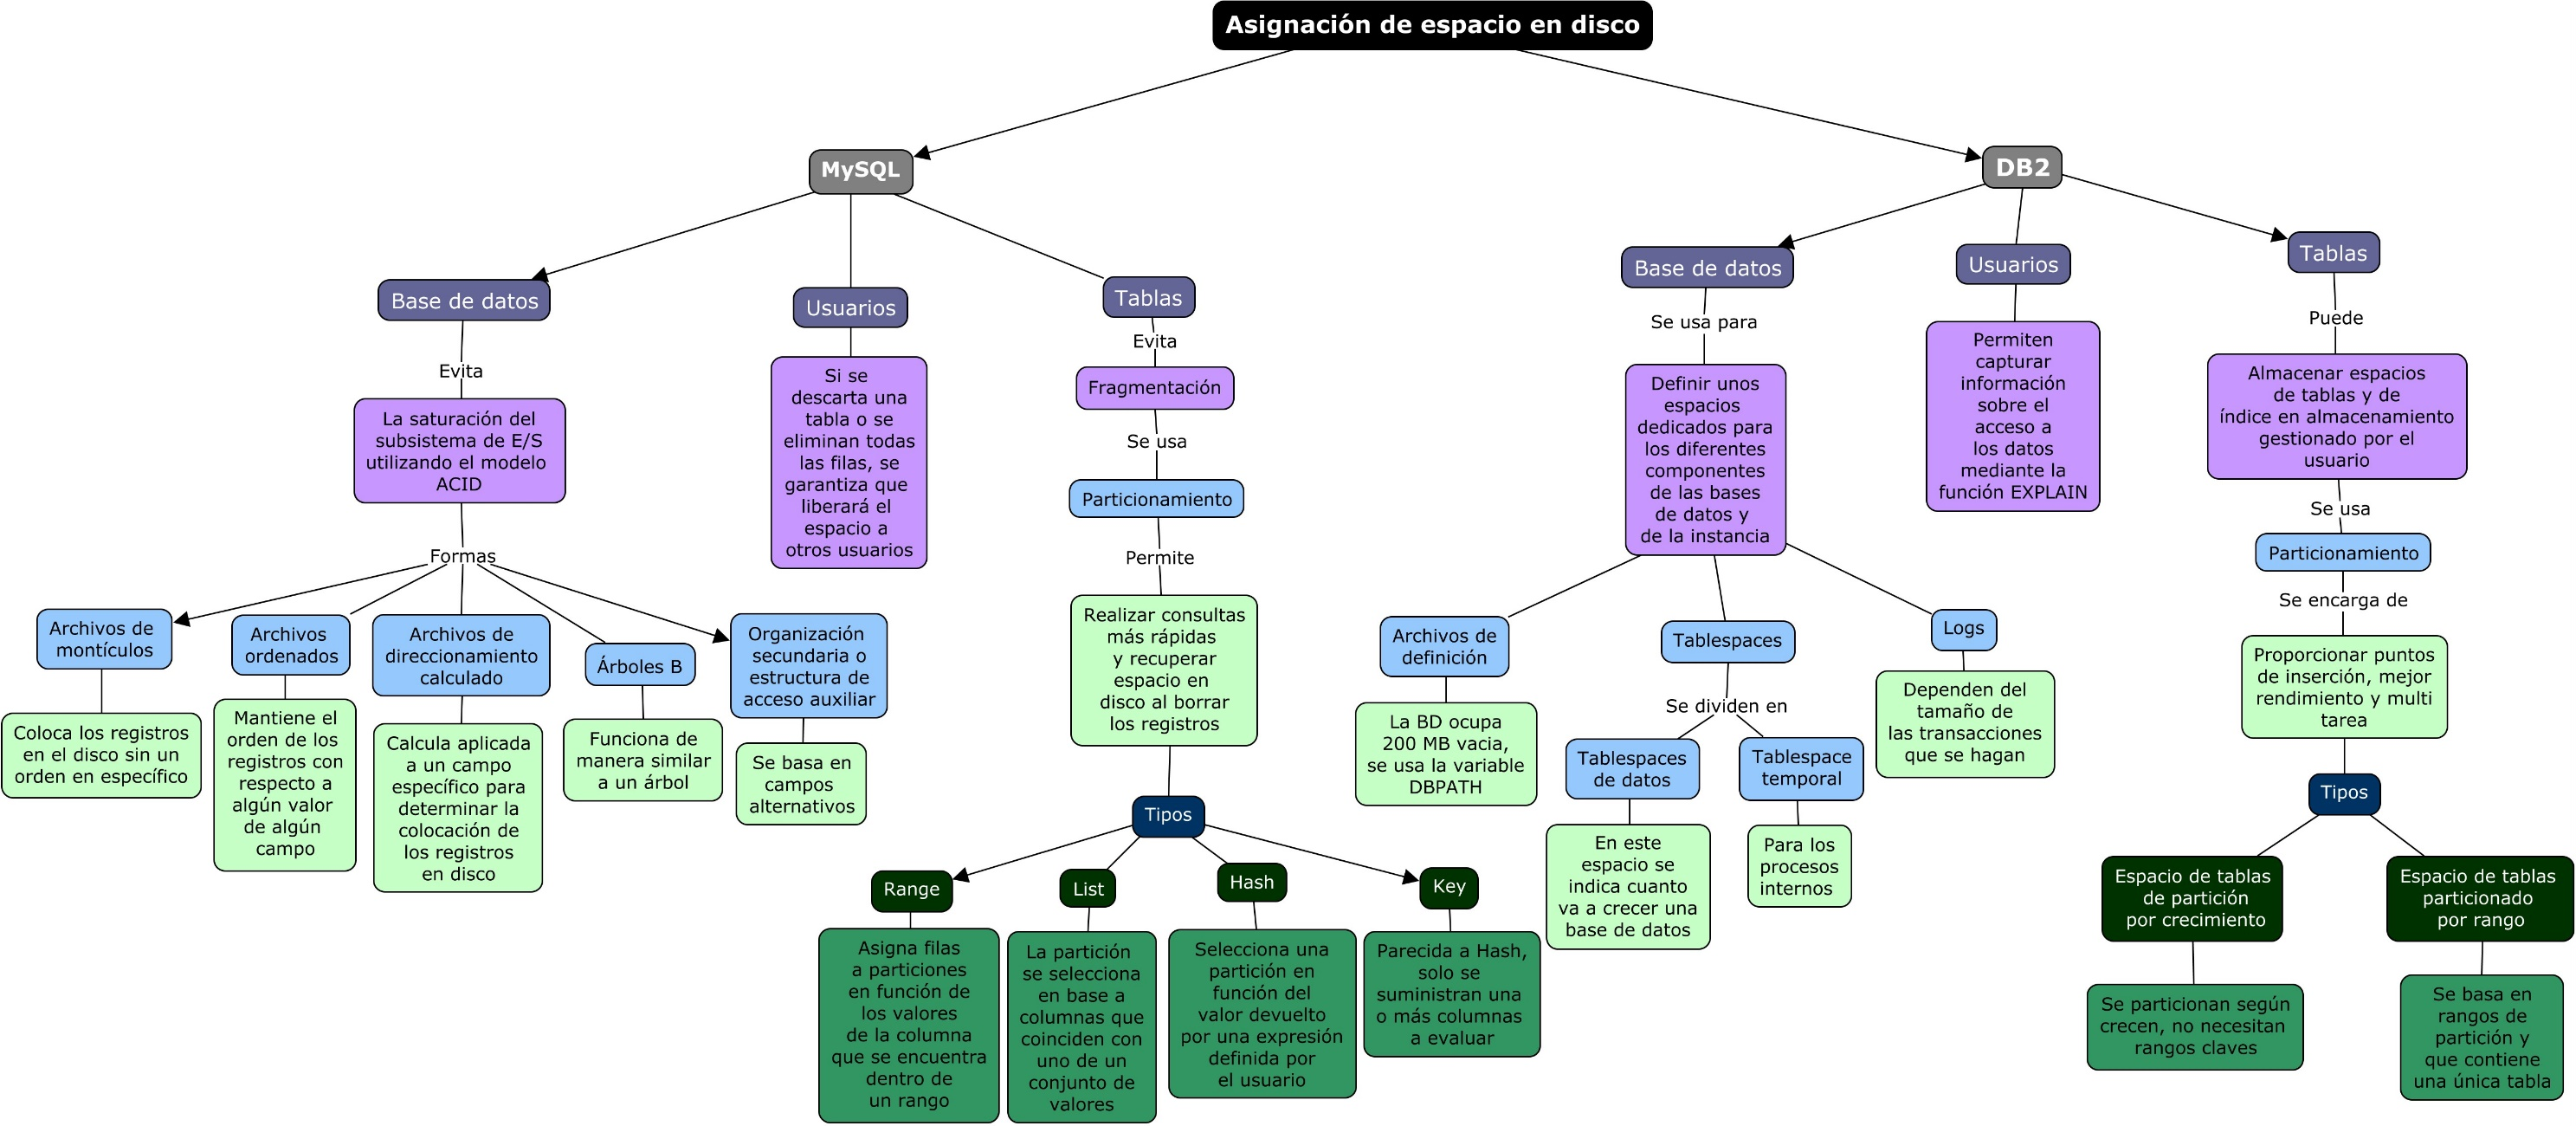 Asignación de espacio en disco
MySQL
DB2
Base de datos
Usuarios
Tablas
Base de datos
Usuarios
Tablas
Evita
La saturación del
subsistema de E/S
utilizando el modelo
ACID
Formas
Archivos de
montículos
Coloca los registros
en el disco sin un
orden en específico
Archivos
ordenados
Mantiene el
orden de los
registros con
respecto a
algún valor
de algún
campo
Archivos de
direccionamiento
calculado
Calcula aplicada
a un campo
específico para
determinar la
colocación de
los registros
en disco
Árboles B
Funciona de
manera similar
a un árbol
Organización
secundaria o
estructura de
acceso auxiliar
Se basa en
campos
alternativos
Si se
descarta una
tabla o se
eliminan todas
las filas, se
garantiza que
liberará el
espacio a
otros usuarios
Evita
Fragmentación
Se usa
Particionamiento
Permite
Realizar consultas
más rápidas
y recuperar
espacio en
disco al borrar
los registros
Tipos
Range
Asigna filas
a particiones
en función de
los valores
de la columna
que se encuentra
dentro de
un rango
List
La partición
se selecciona
en base a
columnas que
coinciden con
uno de un
conjunto de
valores
Hash
Selecciona una
partición en
función del
valor devuelto
por una expresión
definida por
el usuario
Key
Parecida a Hash,
solo se
suministran una
o más columnas
a evaluar
Se usa para
Definir unos
espacios
dedicados para
los diferentes
componentes
de las bases
de datos y
de la instancia
Archivos de
definición
La BD ocupa
200 MB vacia,
se usa la variable
DBPATH
Tablespaces
Se dividen en
Tablespaces
de datos
En este
espacio se
indica cuanto
va a crecer una
base de datos
Tablespace
temporal
Para los
procesos
internos
Logs
Dependen del
tamaño de
las transacciones
que se hagan
Permiten
capturar
información
sobre el
acceso a
los datos
mediante la
función EXPLAIN
Puede
Almacenar espacios
de tablas y de
índice en almacenamiento
gestionado por el
usuario
Se usa
Particionamiento
Se encarga de
Proporcionar puntos
de inserción, mejor
rendimiento y multi
tarea
Tipos
Espacio de tablas
de partición
por crecimiento
Se particionan según
crecen, no necesitan
rangos claves
Espacio de tablas
particionado
por rango
Se basa en
rangos de
partición y
que contiene
una única tabla